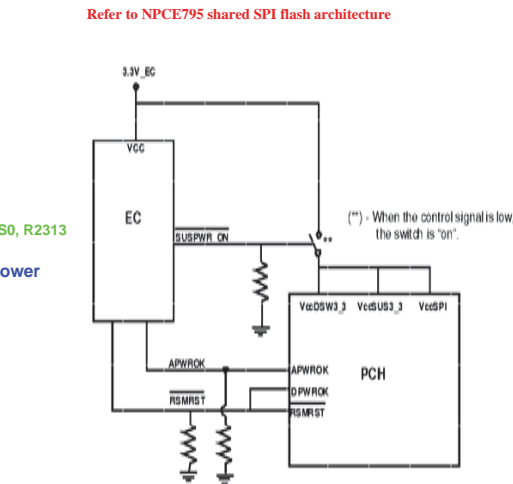 Refer to NPCE795 shared SPI flash architecture
3.3V_EC
VCC
EC
S0, R2313
ower
SUSPWR_ON
**
(**) - When the control signal is low,
the switch is "on".
VccDSW3_3 VccSUS3_3 VccSPI
APWROK
RSMRST
APWROK
DPWROK
RSMRST
PCH